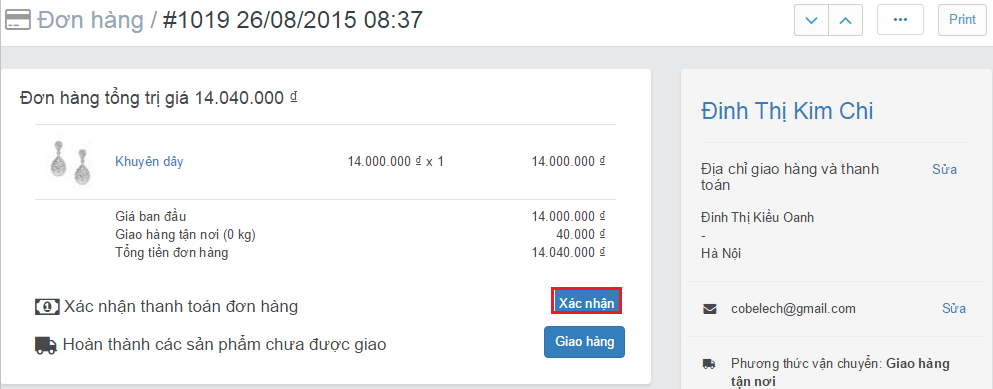 Đơn hàng / #1019 26/08/2015 08:37
Print
Đơn hàng tổng trị giá 14.040.000 ₫
Khuyên dây 14.000.000 ₫ x 1 14.000.000 ₫
Giá ban đầu 14.000.000 ₫
Giao hàng tận nơi (0 kg) 40.000 ₫
Tổng tiền đơn hàng 14.040.000 ₫
Xác nhận thanh toán đơn hàng Xác nhận
Hoàn thành các sản phẩm chưa được giao Giao hàng
Đinh Thị Kim Chi
Địa chỉ giao hàng và thanh Sửa
toán
Đinh Thị Kiều Oanh
-
Hà Nội
cobelech@gmail.com Sửa
Phương thức vận chuyển: Giao hàng
tận nơi